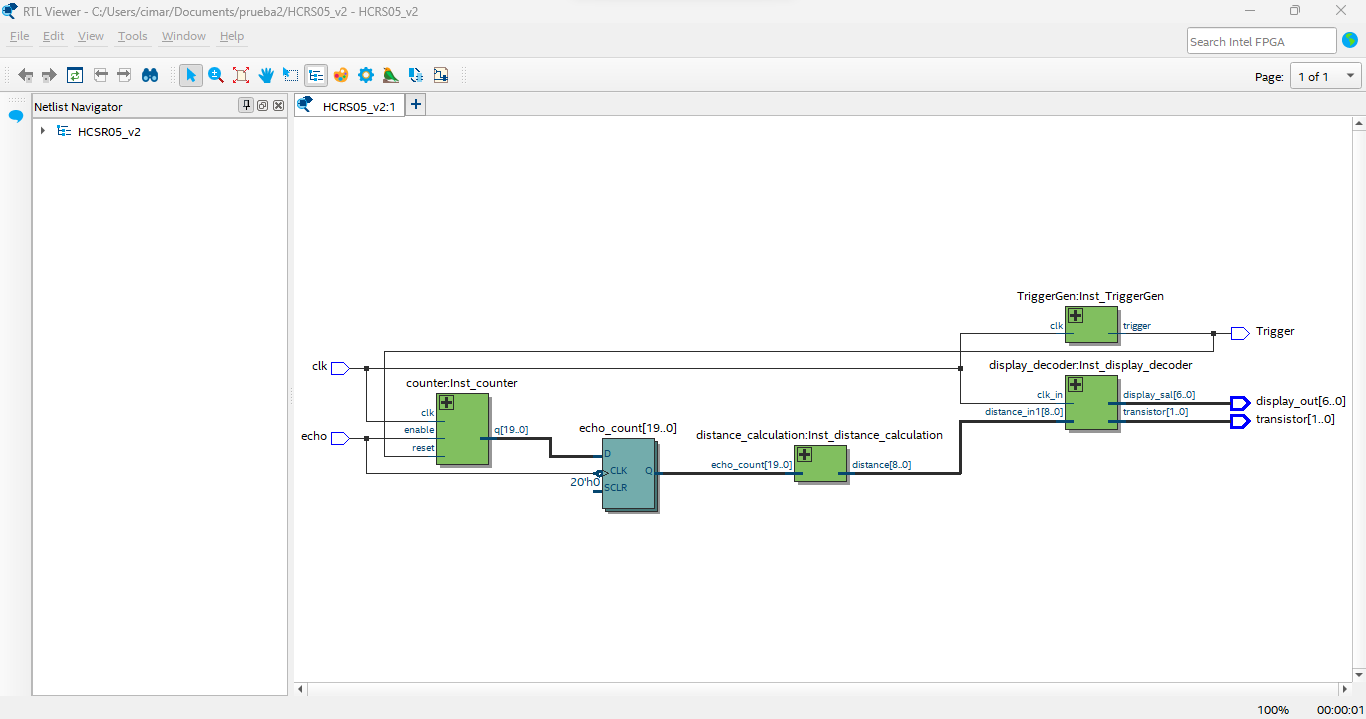 RTL Viewer - C:/Users/cimar/Documents/prueba2/HCRS05_v2 - HCRS05_v2
File Edit View Tools Window Help
Search Intel FPGA
Page: 1 of 1
Netlist Navigator
HCRS05_v2:1
HCSR05_v2
TriggerGen:Inst_TriggerGen
clk
trigger
Trigger
clk
display_decoder:Inst_display_decoder
clk_in
display_sal[6..0]
display_out[6..0]
distance_in1[8..0]
transistor[1..0]
transistor[1..0]
counter:Inst_counter
clk
echo
enable
q[19..0]
reset
echo_count[19..0]
D
CLK
Q
20'h0
SCLR
distance_calculation:Inst_distance_calculation
echo_count[19..0]
distance[8..0]
100%
00:00:01